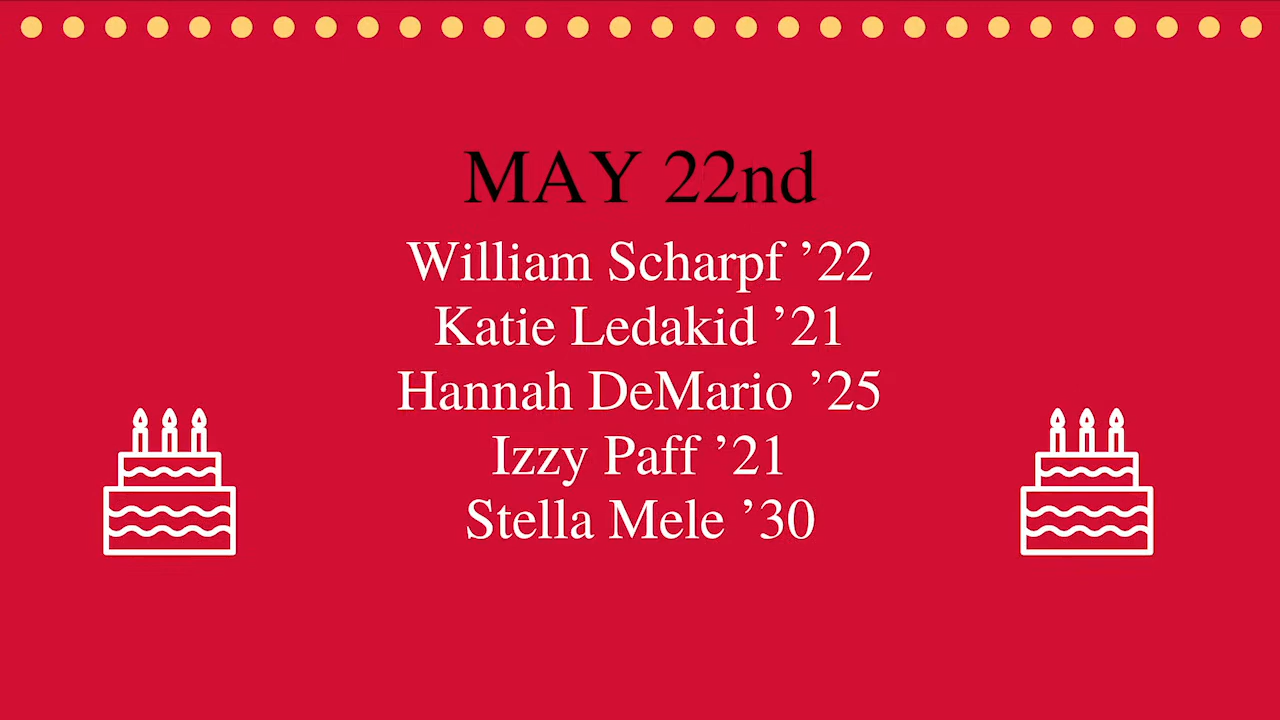 MAY 22nd
William Scharpf ’22
Katie Ledakid ’21
Hannah DeMario ’25
Izzy Paff ’21
Stella Mele ’30